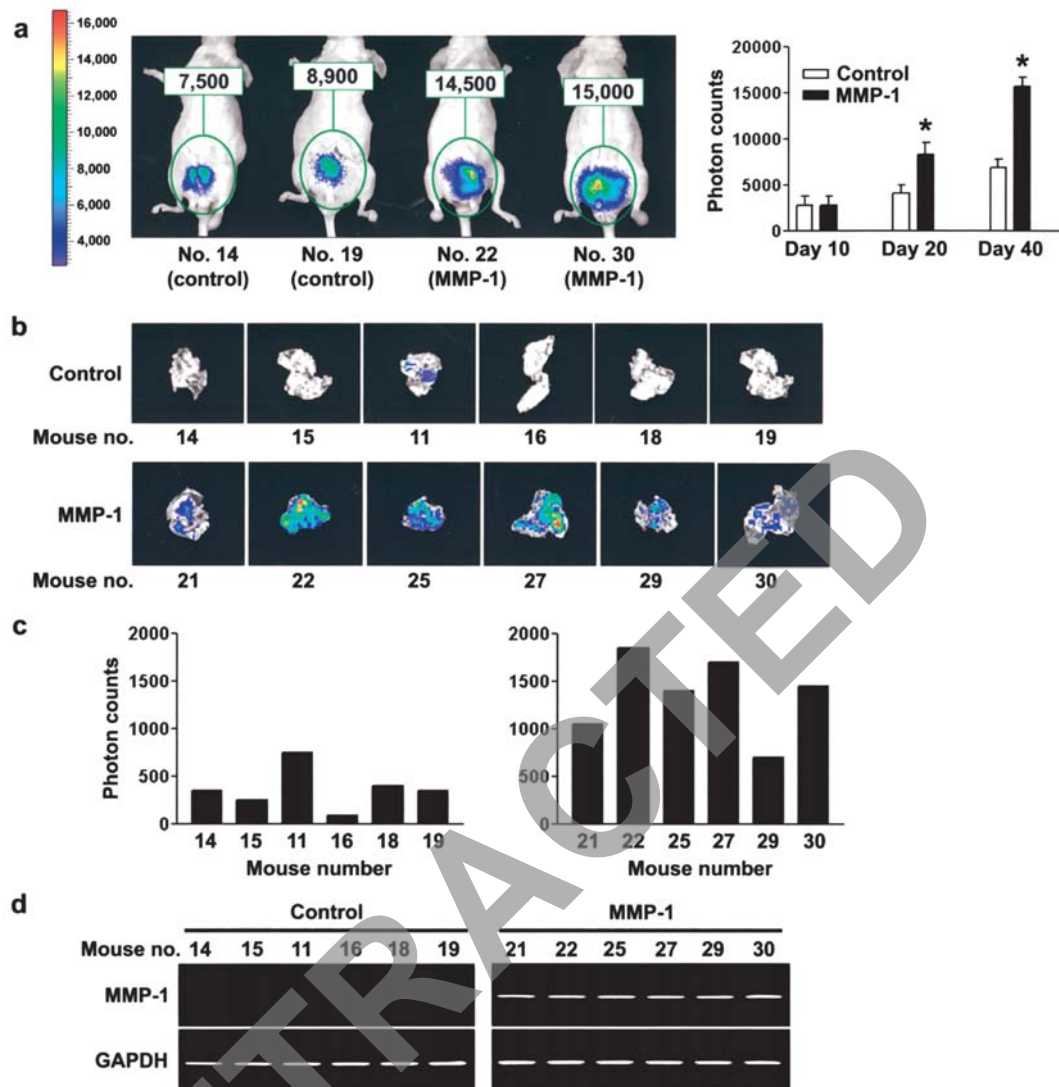 a
16,000
14,000
12,000
10,000
8,000
6,000
4,000
7,500
8,900
14,500
15,000
No. 14 No. 19 No. 22 No. 30
(control) (control) (MMP-1) (MMP-1)
Photon counts
20000
15000
10000
5000
0
Control
MMP-1
*
*
Day 10 Day 20 Day 40
b
Control
Mouse no. 14 15 11 16 18 19
MMP-1
Mouse no. 21 22 25 27 29 30
c
Photon counts
2000
1500
1000
500
0
14 15 11 16 18 19
Mouse number
2000
1500
1000
500
0
21 22 25 27 29 30
Mouse number
d
Control MMP-1
Mouse no. 14 15 11 16 18 19 21 22 25 27 29 30
MMP-1
GAPDH
TRACTED